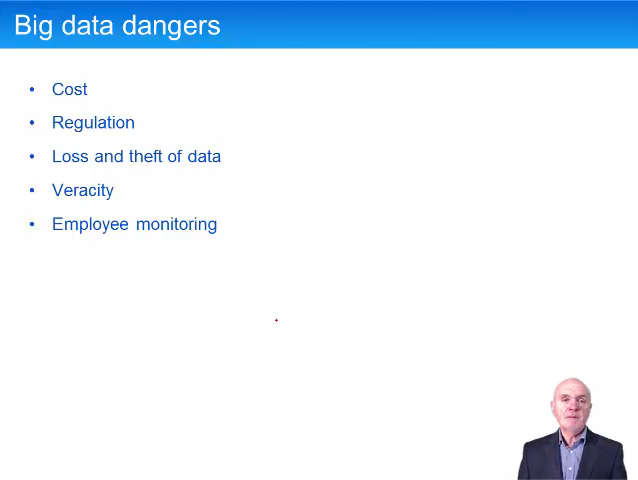 Big data dangers
• Cost
• Regulation
• Loss and theft of data
• Veracity
• Employee monitoring